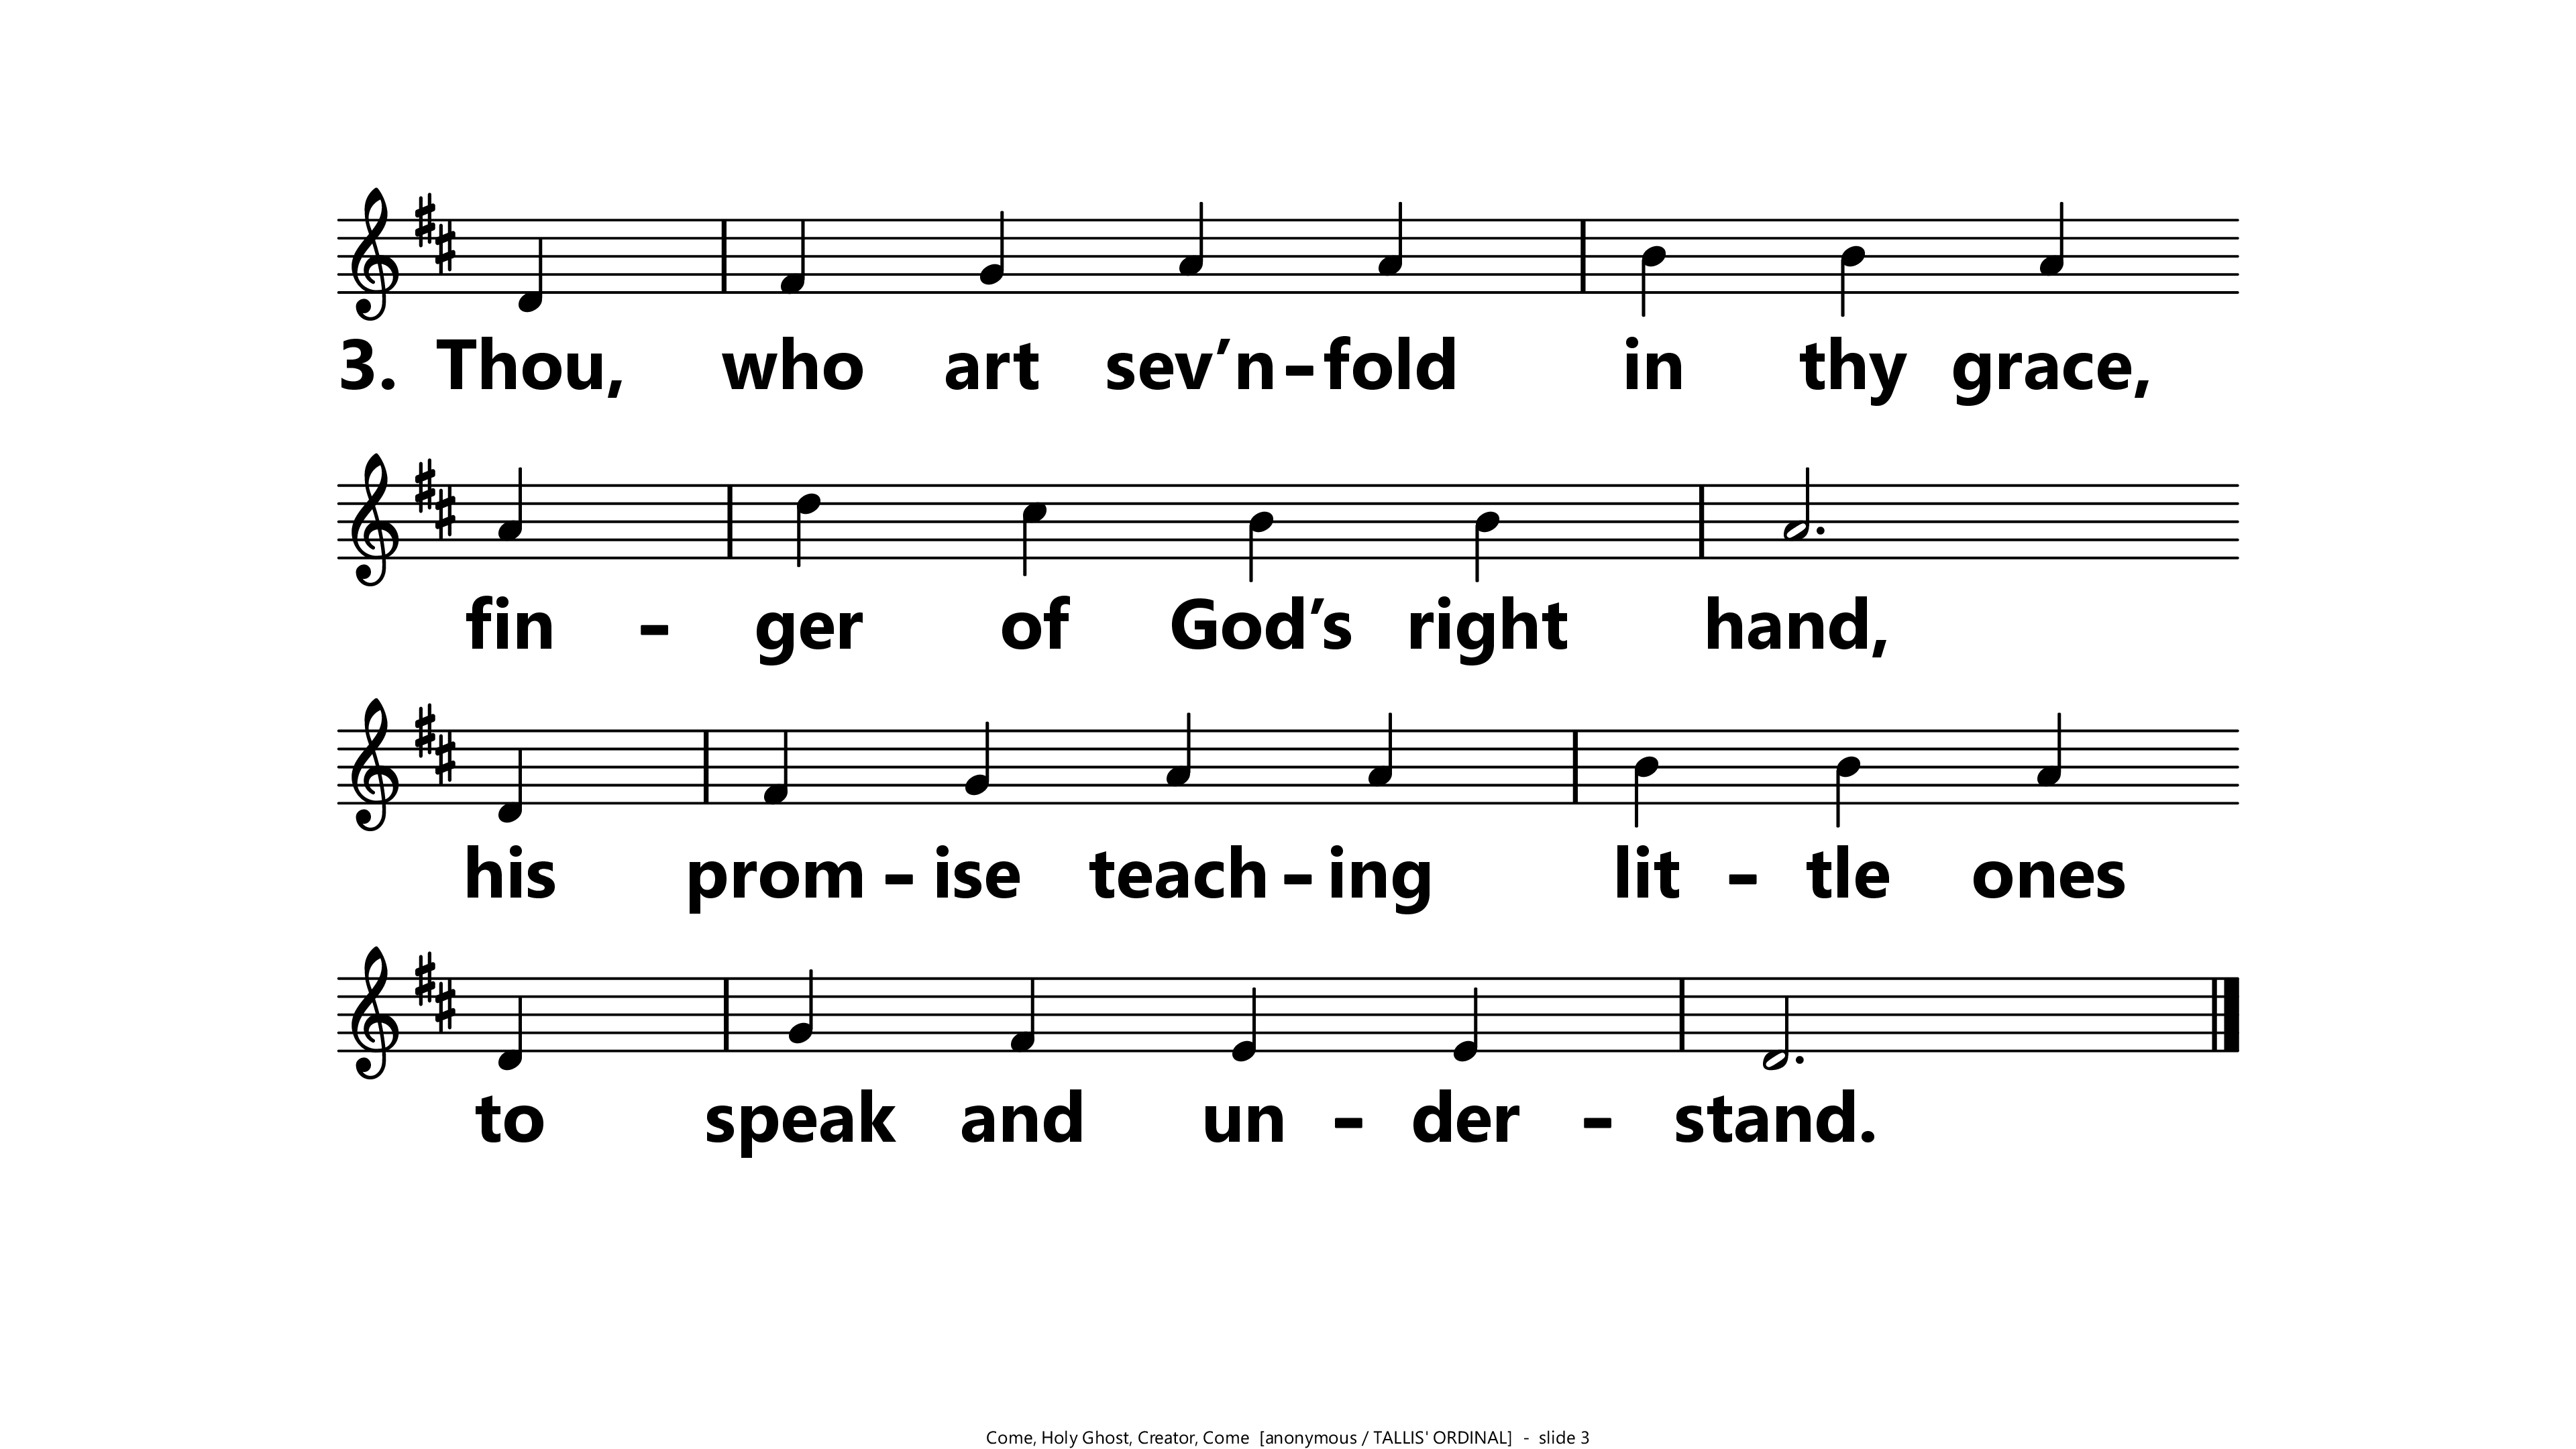 3. Thou, who art sev’n-fold in thy grace,
fin - ger of God’s right hand,
his prom - ise teach - ing lit - tle ones
to speak and un - der - stand.
Come, Holy Ghost, Creator, Come [anonymous / TALLIS' ORDINAL] - slide 3